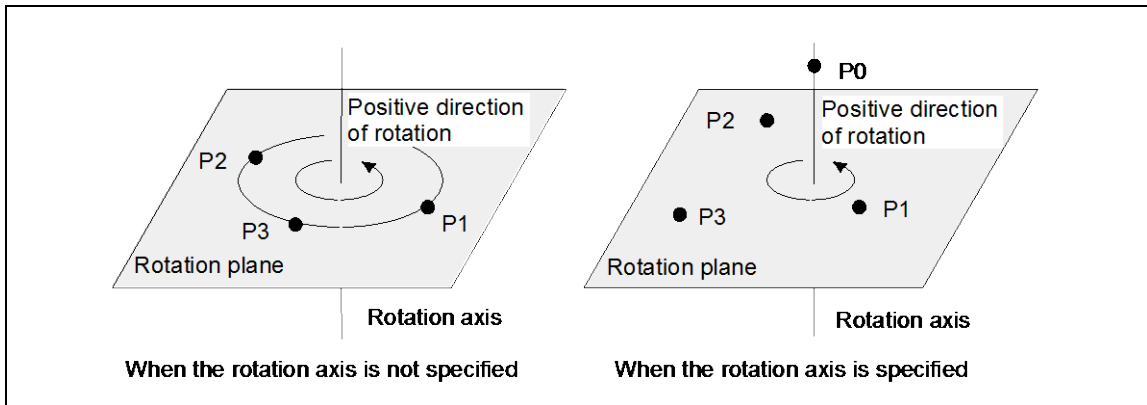 Positive direction
of rotation
P2
P3
P1
Rotation plane
Rotation axis
When the rotation axis is not specified
P0
Positive direction
of rotation
P2
P3
P1
Rotation plane
Rotation axis
When the rotation axis is specified